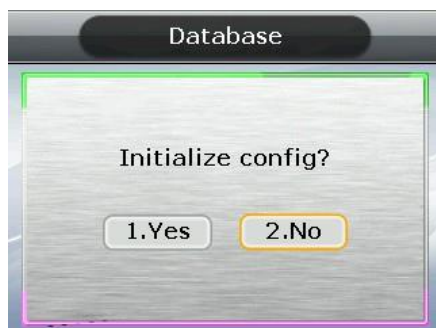 Database
Initialize config?
1.Yes 2.No